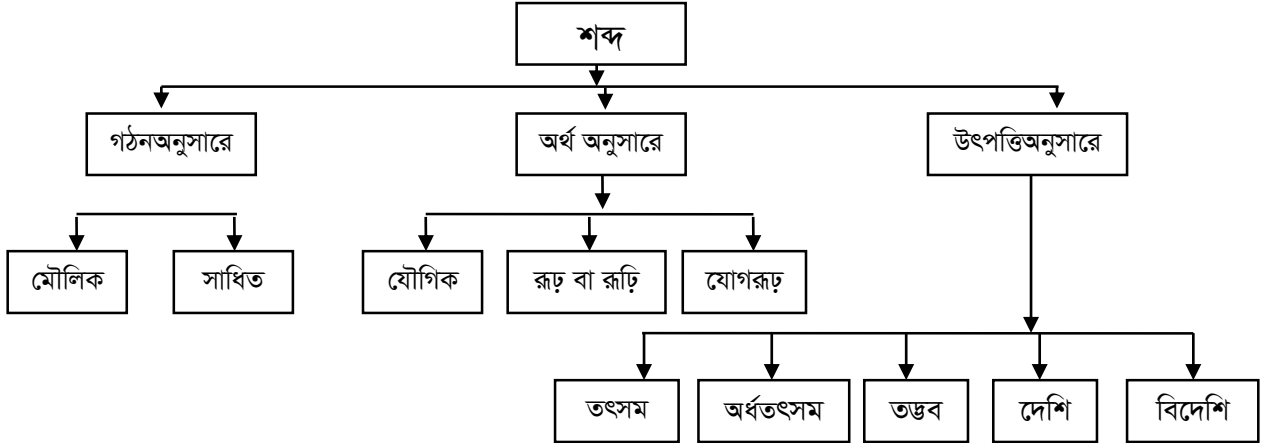 শব্দ
গঠনঅনুসারে
অর্থ অনুসারে
উৎপত্তিঅনুসারে
মৌলিক
সাধিত
যৌগিক
রূঢ় বা রূঢ়ি
যোগরূঢ়
তৎসম
অর্ধতৎসম
তদ্ভব
দেশি
বিদেশি